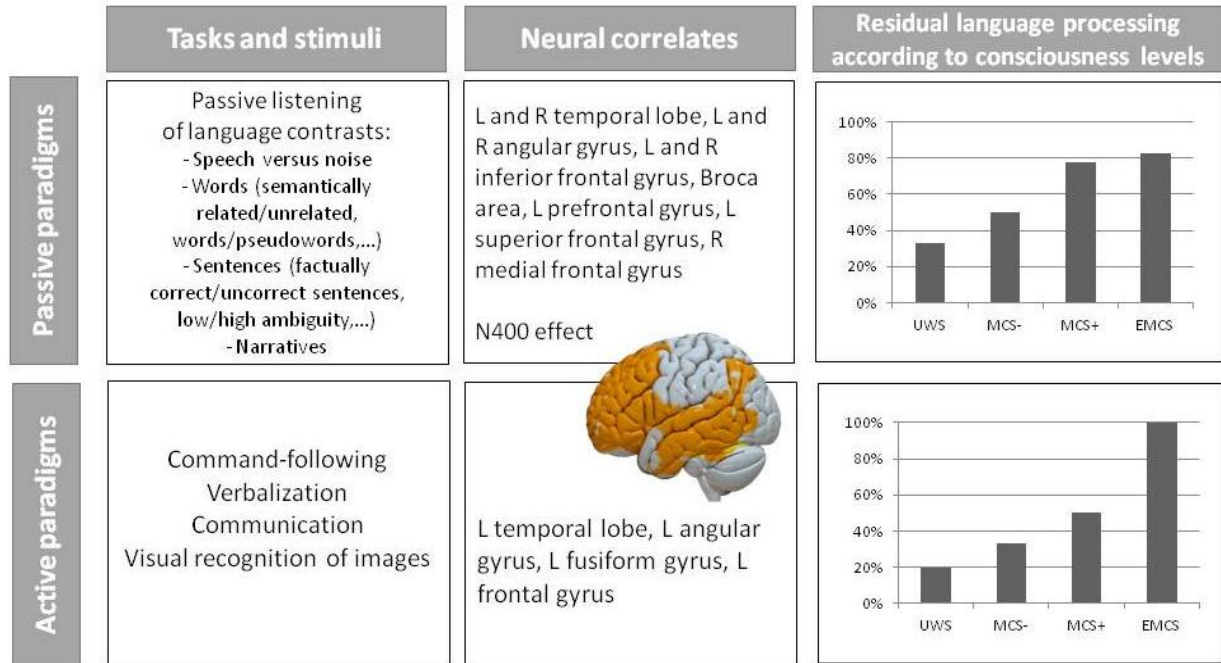 Tasks and stimuli
Neural correlates
Residual language processing
according to consciousness levels
Passive paradigms
Passive listening
of language contrasts:
- Speech versus noise
- Words (semantically
related/unrelated,
words/pseudowords,...)
- Sentences (factually
correct/uncorrect sentences,
low/high ambiguity,...)
- Narratives
L and R temporal lobe, L and
R angular gyrus, L and R
inferior frontal gyrus, Broca
area, L prefrontal gyrus, L
superior frontal gyrus, R
medial frontal gyrus
N400 effect
100%
80%
60%
40%
20%
0%
UWS MCS- MCS+ EMCS
Active paradigms
Command-following
Verbalization
Communication
Visual recognition of images
L temporal lobe, L angular
gyrus, L fusiform gyrus, L
frontal gyrus
100%
80%
60%
40%
20%
0%
UWS MCS- MCS+ EMCS